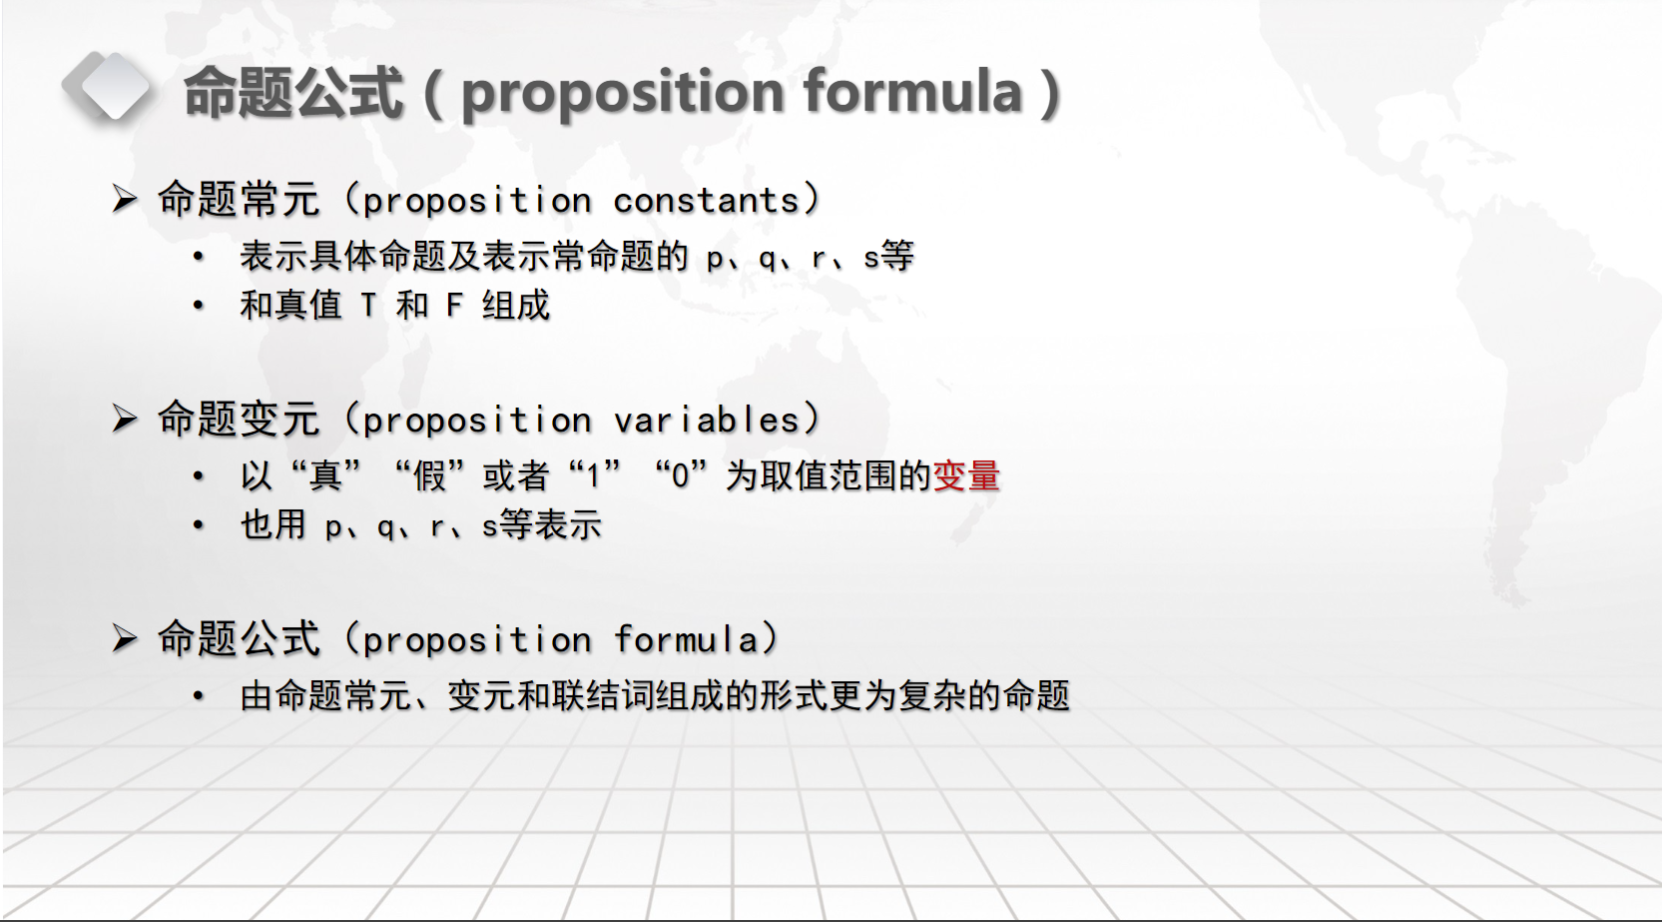 命题公式（proposition formula）
➢ 命题常元（proposition constants）
• 表示具体命题及表示常命题的 p、q、r、s等
• 和真值 T 和 F 组成
➢ 命题变元（proposition variables）
• 以“真”“假”或者“1”“0”为取值范围的变量
• 也用 p、q、r、s等表示
➢ 命题公式（proposition formula）
• 由命题常元、变元和联结词组成的形式更为复杂的命题